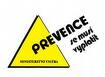 PREVENCE
se musí
vyplatit
MINISTERSTVO VNITRA